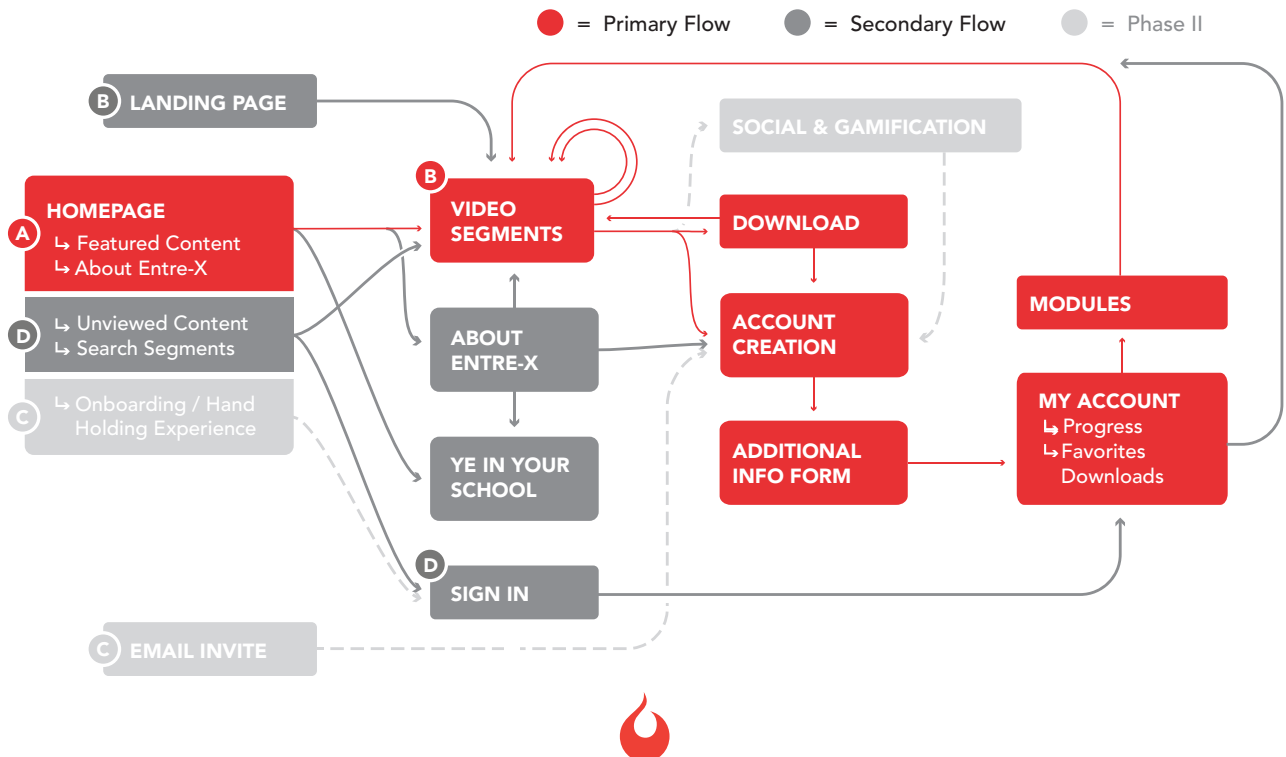 = Primary Flow
= Secondary Flow
= Phase II
B LANDING PAGE
SOCIAL & GAMIFICATION
B
VIDEO
SEGMENTS
A
HOMEPAGE
↳ Featured Content
↳ About Entre-X
D
↳ Unviewed Content
↳ Search Segments
C
↳ Onboarding / Hand
Holding Experience
DOWNLOAD
ABOUT
ENTRE-X
ACCOUNT
CREATION
MODULES
YE IN YOUR
SCHOOL
ADDITIONAL
INFO FORM
MY ACCOUNT
↳ Progress
↳ Favorites
Downloads
D
SIGN IN
C EMAIL INVITE